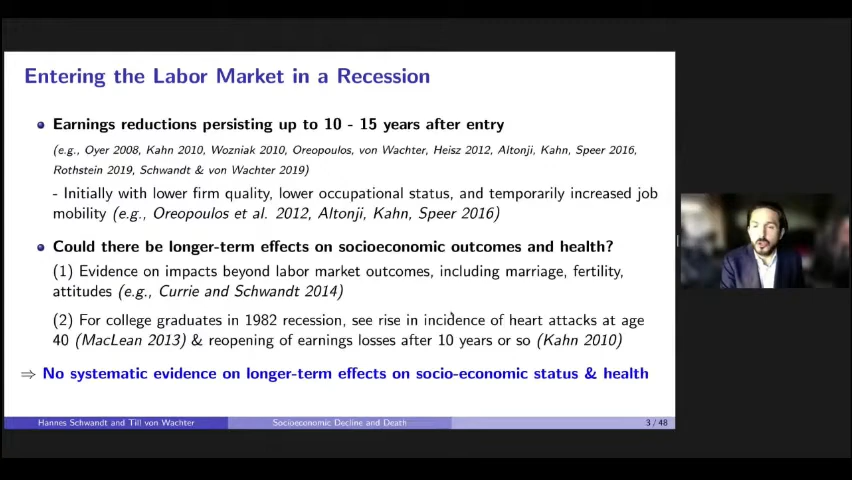 Entering the Labor Market in a Recession
Earnings reductions persisting up to 10 - 15 years after entry
(e.g., Oyer 2008, Kahn 2010, Wozniak 2010, Oreopoulos, von Wachter, Heisz 2012, Altonji, Kahn, Speer 2016,
Rothstein 2019, Schwandt & von Wachter 2019)
- Initially with lower firm quality, lower occupational status, and temporarily increased job
mobility (e.g., Oreopoulos et al. 2012, Altonji, Kahn, Speer 2016)
Could there be longer-term effects on socioeconomic outcomes and health?
(1) Evidence on impacts beyond labor market outcomes, including marriage, fertility,
attitudes (e.g., Currie and Schwandt 2014)
(2) For college graduates in 1982 recession, see rise in incidence of heart attacks at age
40 (MacLean 2013) & reopening of earnings losses after 10 years or so (Kahn 2010)
⇒ No systematic evidence on longer-term effects on socio-economic status & health
Hannes Schwandt and Till von Wachter
Socioeconomic Decline and Death
3 / 48